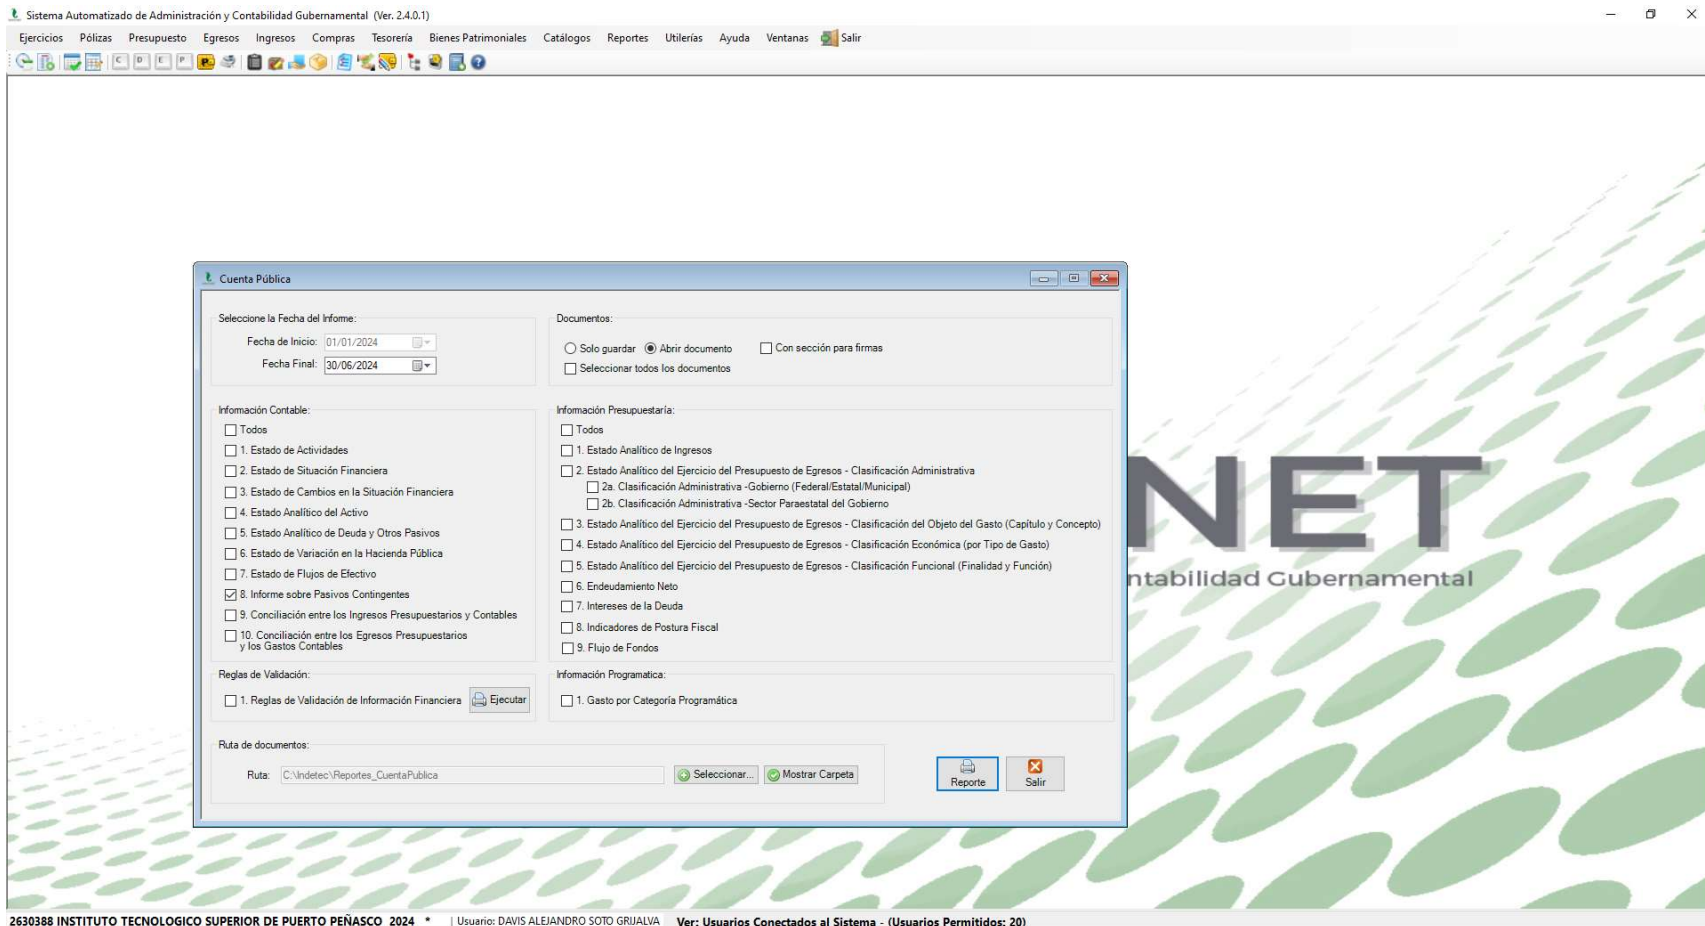 Sistema Automatizado de Administración y Contabilidad Gubernamental (Ver. 2.4.0.1)
Ejercicios Pólizas Presupuesto Egresos Ingresos Compras Tesorería Bienes Patrimoniales Catálogos Reportes Utilerías Ayuda Ventanas Salir
C D E P P
Cuenta Pública
Seleccione la Fecha del Informe:
Fecha de Inicio: 01/01/2024
Fecha Final: 30/06/2024
Documentos:
Solo guardar Abrir documento Con sección para firmas
Seleccionar todos los documentos
Información Contable:
Todos
1. Estado de Actividades
2. Estado de Situación Financiera
3. Estado de Cambios en la Situación Financiera
4. Estado Analítico del Activo
5. Estado Analítico de Deuda y Otros Pasivos
6. Estado de Variación en la Hacienda Pública
7. Estado de Flujos de Efectivo
8. Informe sobre Pasivos Contingentes
9. Conciliación entre los Ingresos Presupuestarios y Contables
10. Conciliación entre los Egresos Presupuestarios
y los Gastos Contables
Información Presupuestaría:
Todos
1. Estado Analítico de Ingresos
2. Estado Analítico del Ejercicio del Presupuesto de Egresos - Clasificación Administrativa
2a. Clasificación Administrativa -Gobierno (Federal/Estatal/Municipal)
2b. Clasificación Administrativa -Sector Paraestatal del Gobierno
3. Estado Analítico del Ejercicio del Presupuesto de Egresos - Clasificación del Objeto del Gasto (Capítulo y Concepto)
4. Estado Analítico del Ejercicio del Presupuesto de Egresos - Clasificación Económica (por Tipo de Gasto)
5. Estado Analítico del Ejercicio del Presupuesto de Egresos - Clasificación Funcional (Finalidad y Función)
6. Endeudamiento Neto
7. Intereses de la Deuda
8. Indicadores de Postura Fiscal
9. Flujo de Fondos
Reglas de Validación:
1. Reglas de Validación de Información Financiera Ejecutar
Información Programatica:
1. Gasto por Categoría Programática
Ruta de documentos:
Ruta: C:\Indetec\Reportes_CuentaPublica Seleccionar... Mostrar Carpeta
Reporte Salir
NET
ntabilidad Gubernamental
2630388 INSTITUTO TECNOLOGICO SUPERIOR DE PUERTO PEÑASCO 2024 * | Usuario: DAVIS ALEJANDRO SOTO GRIJALVA Ver: Usuarios Conectados al Sistema - (Usuarios Permitidos: 20)